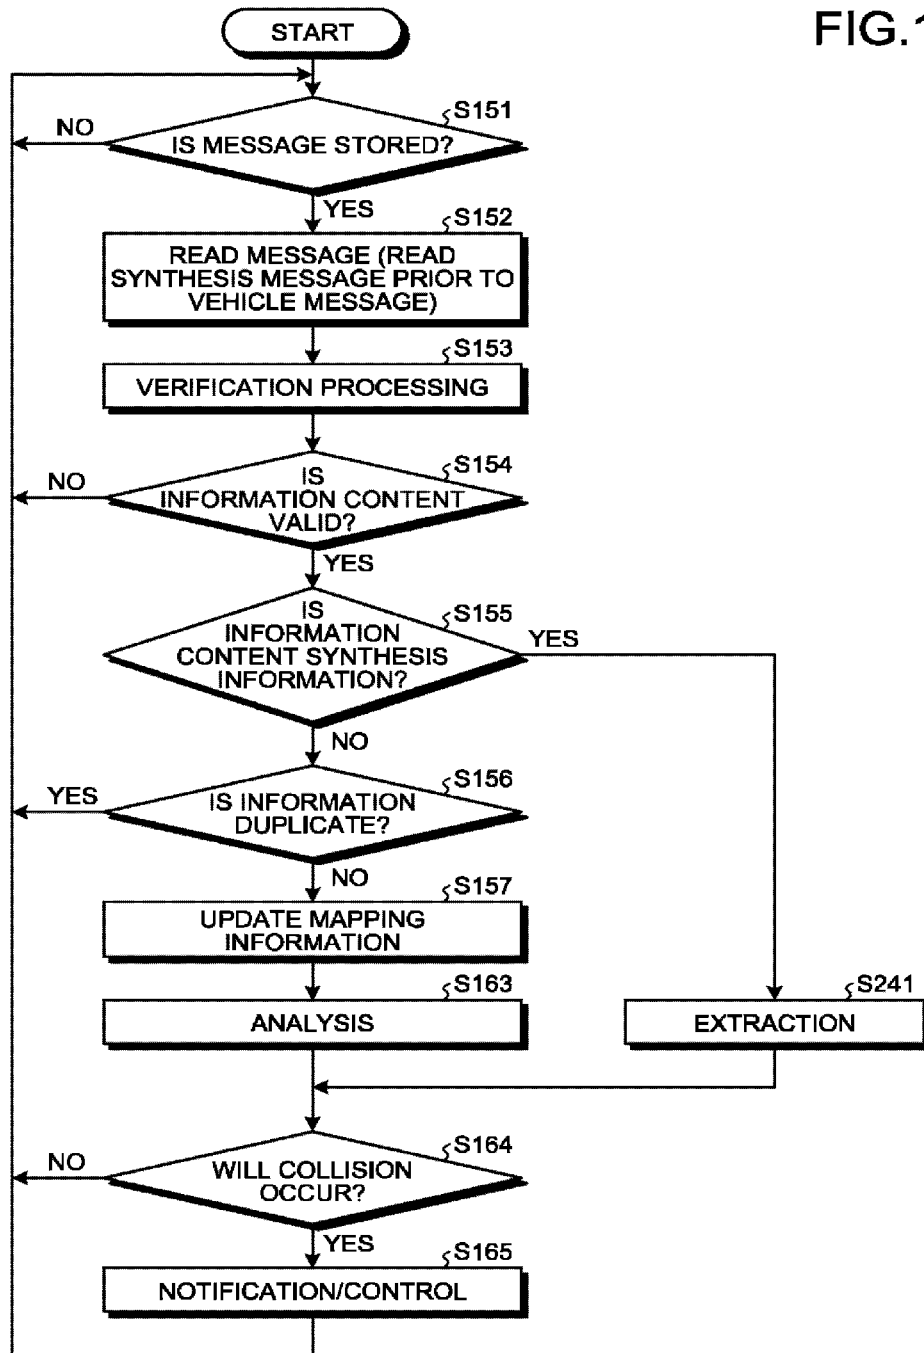 FIG.1
START
S151
NO
IS MESSAGE STORED?
YES
S152
READ MESSAGE (READ
SYNTHESIS MESSAGE PRIOR TO
VEHICLE MESSAGE)
S153
VERIFICATION PROCESSING
S154
NO
IS
INFORMATION CONTENT
VALID?
YES
S155
IS
INFORMATION
CONTENT SYNTHESIS
INFORMATION?
YES
NO
S156
YES
IS INFORMATION
DUPLICATE?
NO
S157
UPDATE MAPPING
INFORMATION
S163
ANALYSIS
S241
EXTRACTION
S164
NO
WILL COLLISION
OCCUR?
YES
S165
NOTIFICATION/CONTROL